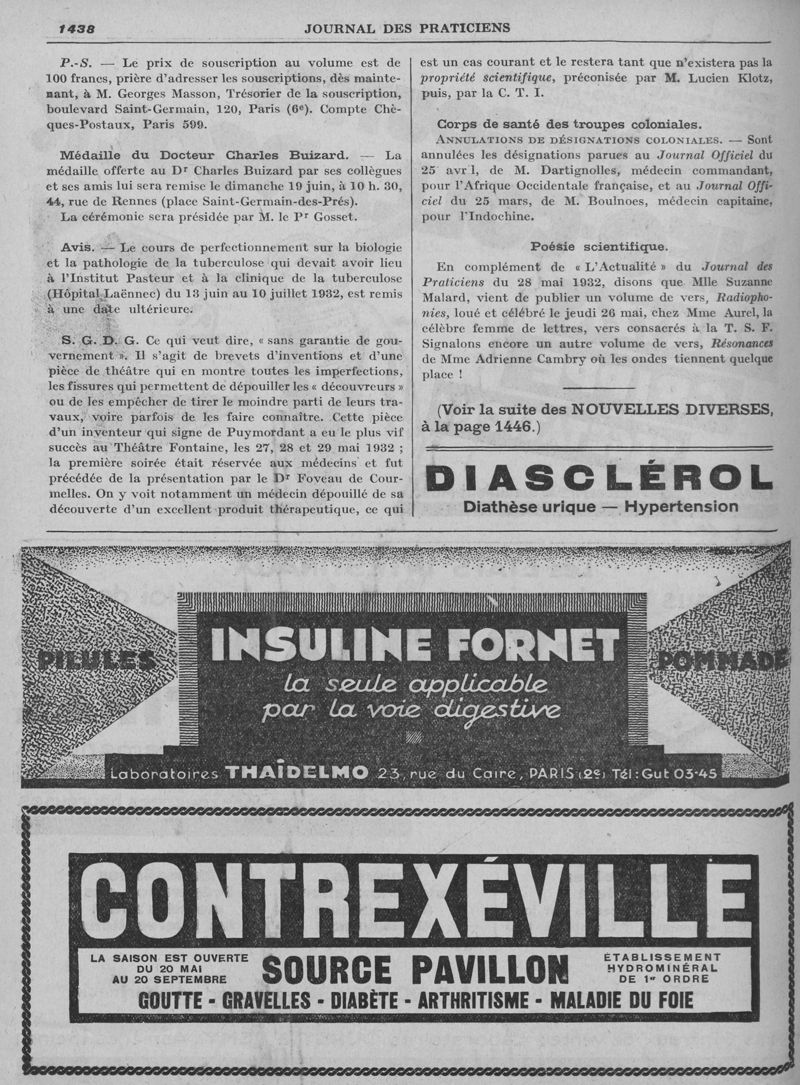 1438
JOURNAL DES PRATICIENS
P.-S. — Le prix de souscription au volume est de
100 francs, prière d'adresser les souscriptions, dès mainte-
nant, à M. Georges Masson, Trésorier de la souscription,
boulevard Saint-Germain, 120, Paris (6e). Compte Chè-
ques-Postaux, Paris 599.
Médaille du Docteur Charles Buizard. — La
médaille offerte au Dr Charles Buizard par ses collègues
et ses amis lui sera remise le dimanche 19 juin, à 10 h. 30,
44, rue de Rennes (place Saint-Germain-des-Prés).
La cérémonie sera présidée par M. le Pr Gosset.
Avis. — Le cours de perfectionnement sur la biologie
et la pathologie de la tuberculose qui devait avoir lieu
à l'Institut Pasteur et à la clinique de la tuberculose
(Hôpital Laënnec) du 13 juin au 10 juillet 1932, est remis
à une date ultérieure.
S. G. D. G. Ce qui veut dire, « sans garantie de gou-
vernement ». Il s'agit de brevets d'inventions et d'une
pièce de théâtre qui en montre toutes les imperfections,
les fissures qui permettent de dépouiller les « découvreurs »
ou de les empêcher de tirer le moindre parti de leurs tra-
vaux, voire parfois de les faire connaître. Cette pièce
d'un inventeur qui signe de Puymordant a eu le plus vif
succès au Théâtre Fontaine, les 27, 28 et 29 mai 1932 ;
la première soirée était réservée aux médecins et fut
précédée de la présentation par le Dr Foveau de Cour-
melles. On y voit notamment un médecin dépouillé de sa
découverte d'un excellent produit thérapeutique, ce qui
est un cas courant et le restera tant que n'existera pas la
propriété scientifique, préconisée par M. Lucien Klotz,
puis, par la C. T. I.
Corps de santé des troupes coloniales.
ANNULATIONS DE DÉSIGNATIONS COLONIALES. — Sont
annulées les désignations parues au Journal Officiel du
25 avr l, de M. Dartignolles, médecin commandant,
pour l'Afrique Occidentale française, et au Journal Offi-
ciel du 25 mars, de M. Boulnoes, médecin capitaine,
pour l'Indochine.
Poésie scientifique.
En complément de « L'Actualité » du Journal des
Praticiens du 28 mai 1932, disons que Mlle Suzanne
Malard, vient de publier un volume de vers, Radiopho-
nies, loué et célébré le jeudi 26 mai, chez Mme Aurel, la
célèbre femme de lettres, vers consacrés à la T. S. F.
Signalons encore un autre volume de vers, Résonances
de Mme Adrienne Cambry où les ondes tiennent quelque
place !
(Voir la suite des NOUVELLES DIVERSES,
à la page 1446.)
DIASCLÉROL
Diathèse urique — Hypertension
PILULES
INSULINE FORNET
POMMADE
la seule applicable
par la voie digestive
Laboratoires THAÏDELMO 23, rue du Caire, PARIS (2e) Tél: Gut 03-45
CONTREXÉVILLE
LA SAISON EST OUVERTE
DU 20 MAI
AU 20 SEPTEMBRE
SOURCE PAVILLON
ÉTABLISSEMENT
HYDROMINÉRAL
DE 1er ORDRE
GOUTTE - GRAVELLES - DIABÈTE - ARTHRITISME - MALADIE DU FOIE